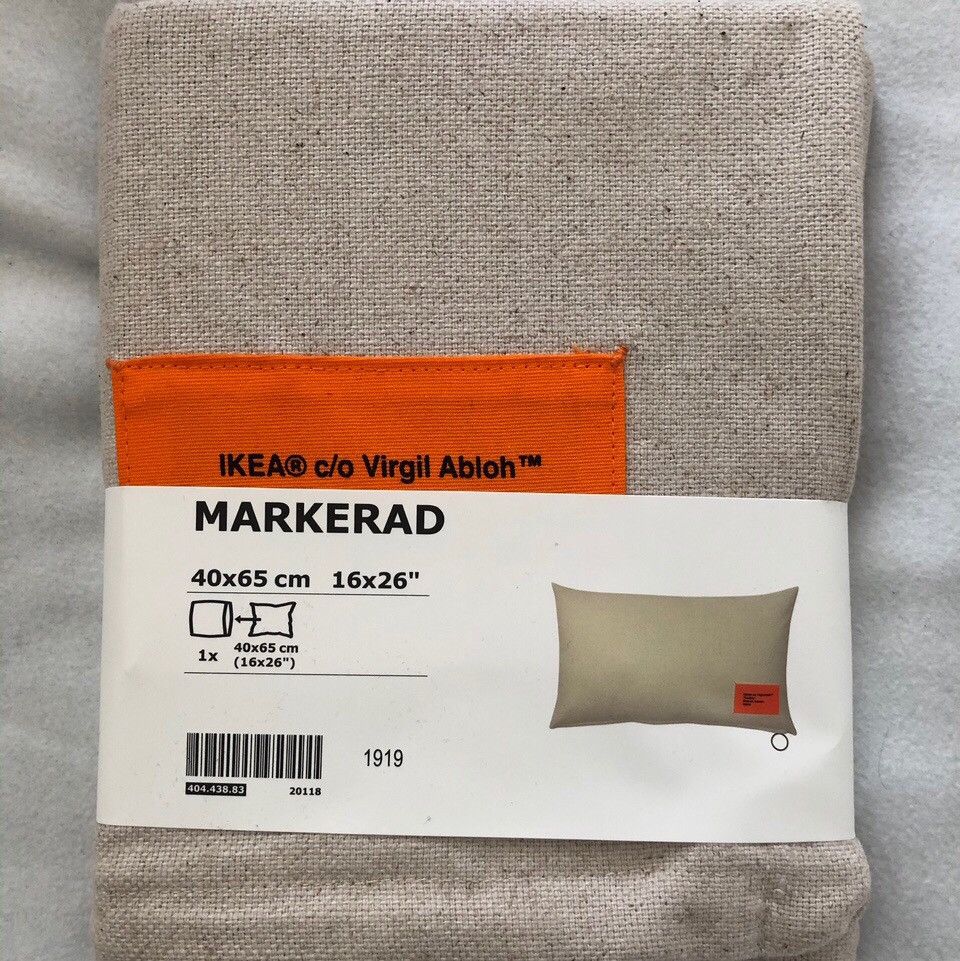 IKEA® c/o Virgil Abloh™
MARKERAD
40x65 cm 16x26"
1x
40x65 cm
(16x26")
1919
404.438.83
20118